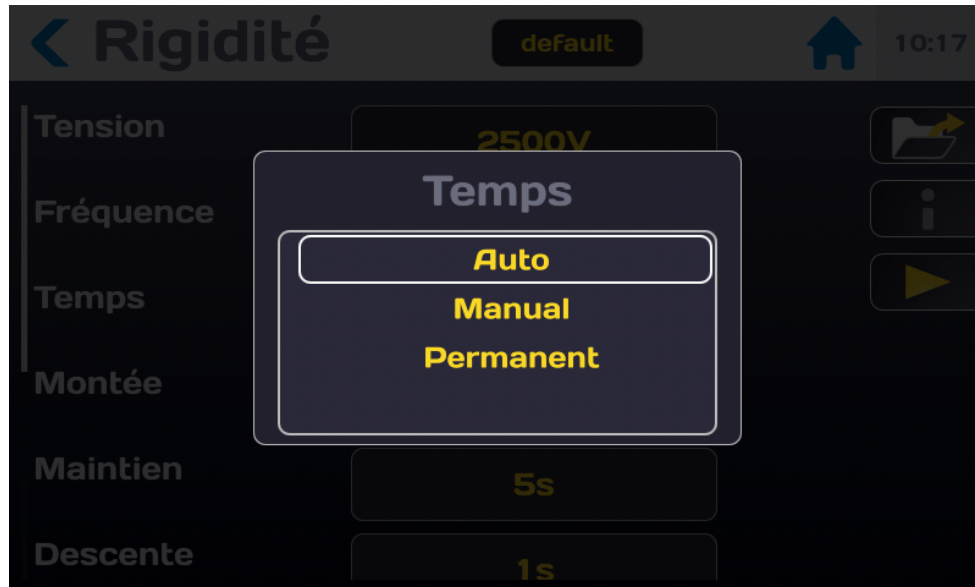 Rigidité
default
10:17
Tension
2500V
Fréquence
Temps
Montée
Maintien
5s
Descente
1s
Temps
Auto
Manual
Permanent